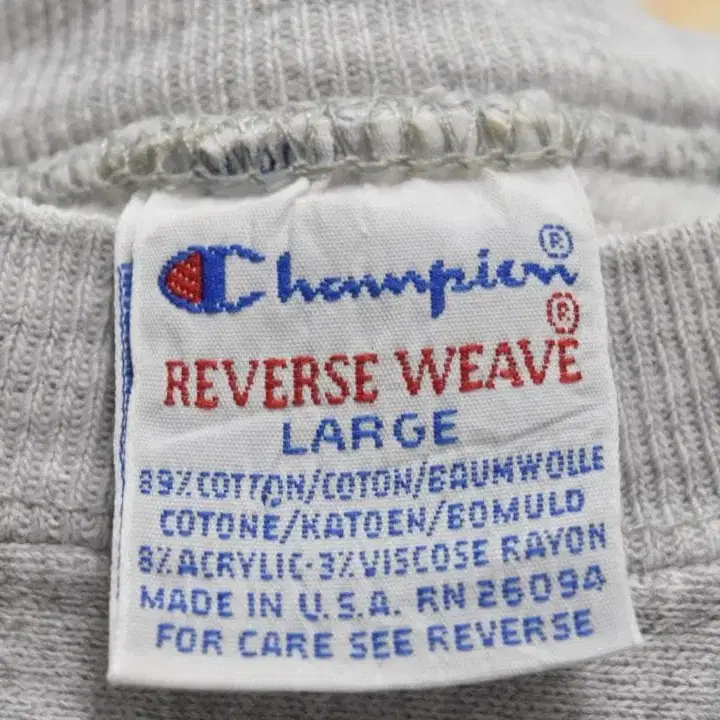 Champion®
REVERSE WEAVE®
LARGE
89% COTTON/COTON/BAUMWOLLE
COTONE/KATOEN/BOMULD
8% ACRYLIC-3% VISCOSE RAYON
MADE IN U.S.A. RN 26094
FOR CARE SEE REVERSE